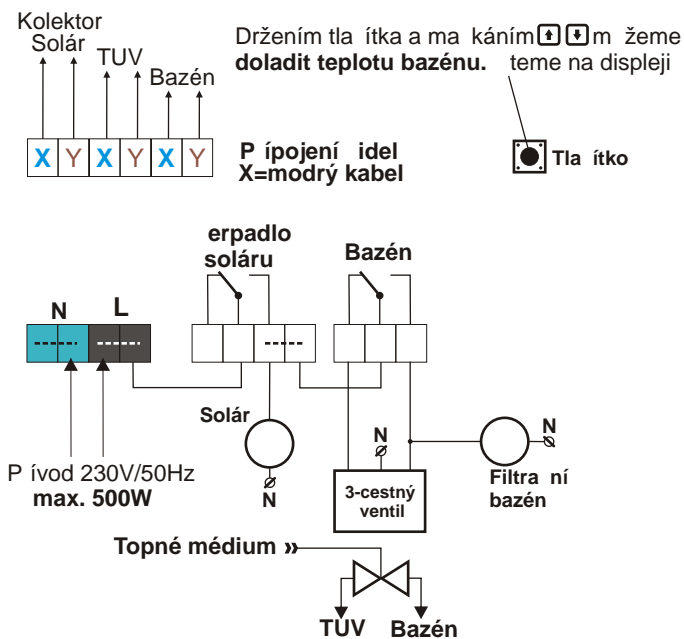 Kolektor
Solár
TUV
Bazén
X Y X Y X Y
Držením tla ítka a ma káním m žeme
doladit teplotu bazénu. teme na displeji
P ípojení idel
X=modrý kabel
Tla ítko
erpadlo
soláru
Bazén
N L
Solár
N
N
N
P ívod 230V/50Hz
max. 500W
3-cestný
ventil
Filtra ní
bazén
Topné médium »
TUV Bazén